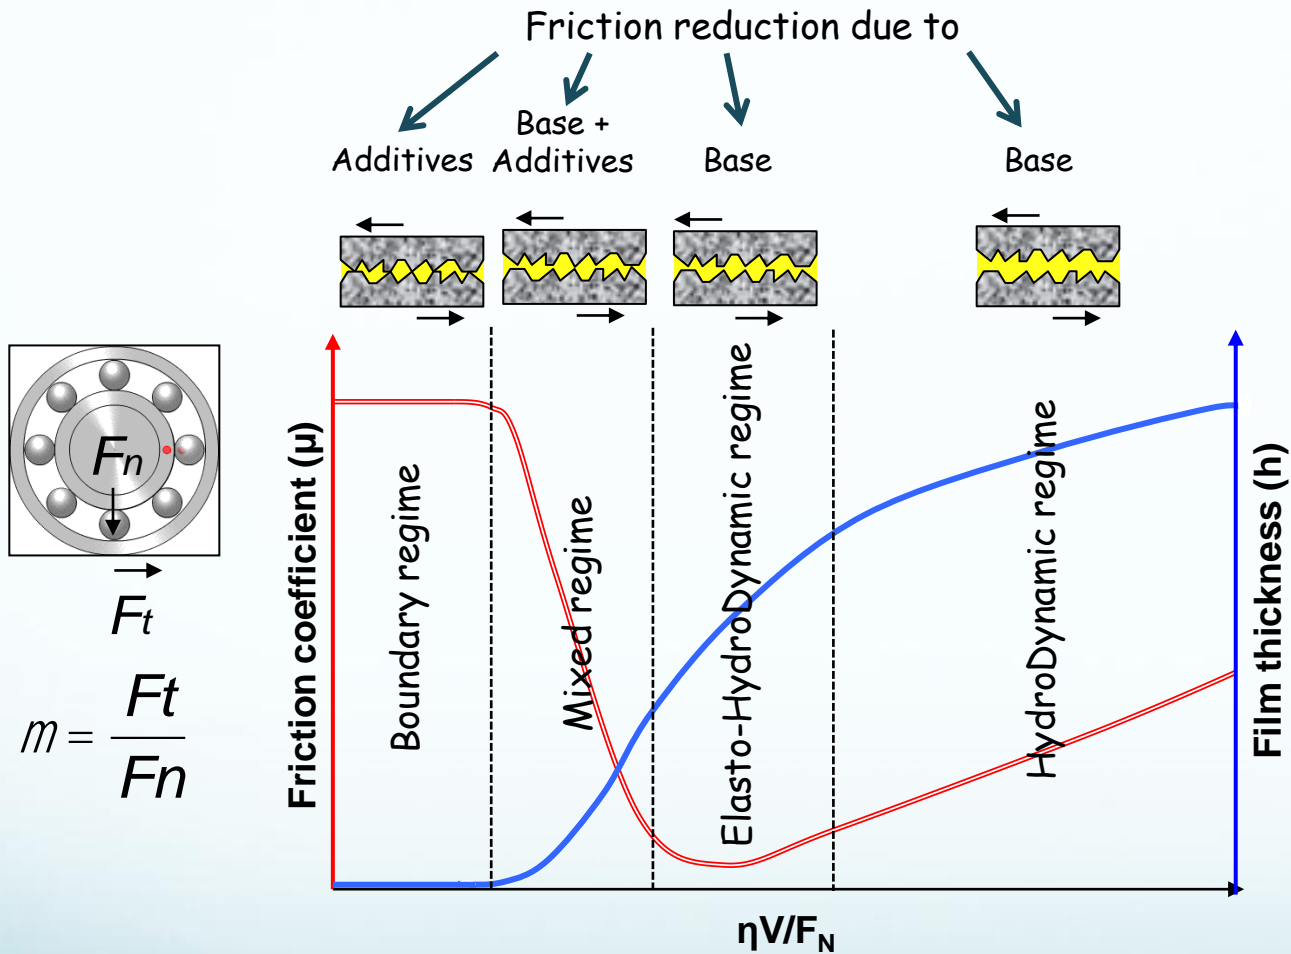 Friction reduction due to
Additives
Base +
Additives
Base
Base
Fn
Ft
m = Ft
Fn
Friction coefficient (μ)
Boundary regime
Mixed regime
Elasto-HydroDynamic regime
HydroDynamic regime
Film thickness (h)
ηV/FN